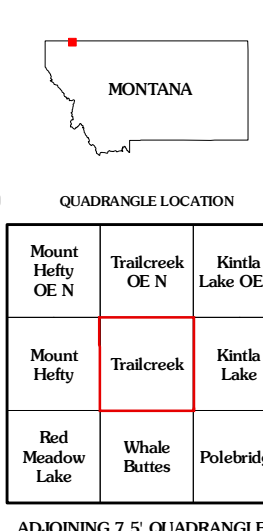 MONTANA
QUADRANGLE LOCATION
Mount
Hefty
OE N
Trailcreek
OE N
Kintla
Lake OE
Mount
Hefty
Trailcreek
Kintla
Lake
Red
Meadow
Lake
Whale
Buttes
Polebridg
ADJOINING 7.5' QUADRANGLE